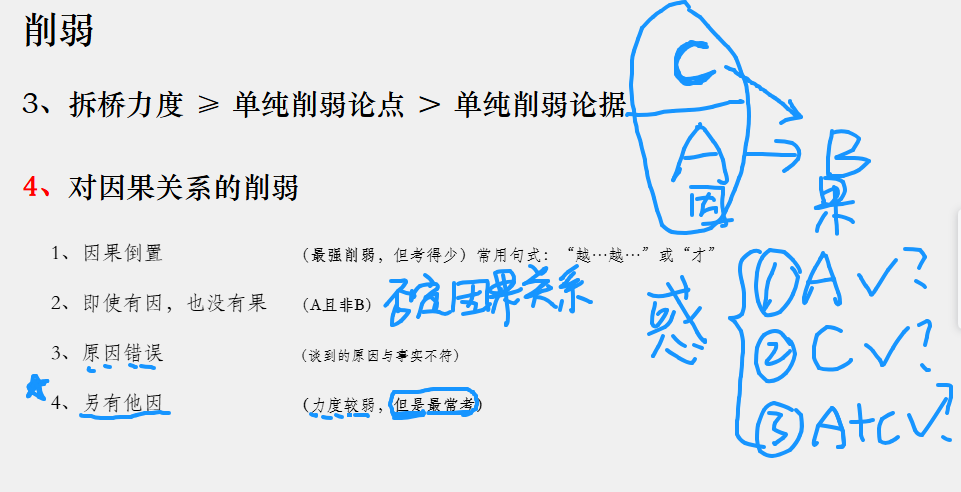 削弱
3、拆桥力度 ≥ 单纯削弱论点 > 单纯削弱论据
4、对因果关系的削弱
1、因果倒置 （最强削弱，但考得少）常用句式：“越…越…”或“才”
2、即使有因，也没有果 （A且非B） 否定因果关系
3、原因错误 （谈到的原因与事实不符）
4、另有他因 （力度较弱，但是最常考）
C
A → B
因 果
惑
① A✓?
② C✓?
③ A+C✓?